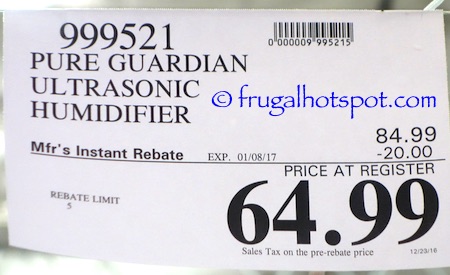 999521
0000009995215
PURE GUARDIAN
ULTRASONIC
HUMIDIFIER
© frugalhotspot.com
84.99
Mfr's Instant Rebate EXP. 01/08/17 -20.00
PRICE AT REGISTER
REBATE LIMIT
5
64.99
Sales Tax on the pre-rebate price 12/23/16